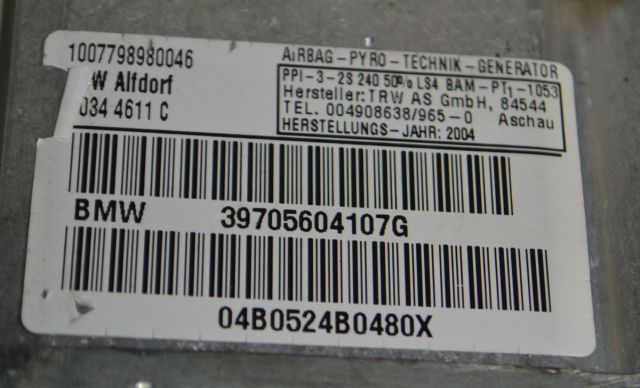 1007798980046
W Alfdorf
034 4611 C
AIRBAG-PYRO-TECHNIK-GENERATOR
PPI-3-2S 240 50% LS4 BAM-PT1-1053
Hersteller:TRW AS GmbH, 84544
TEL. 004908638/965-0 Aschau
HERSTELLUNGS-JAHR: 2004
BMW 39705604107G
04B0524B0480X